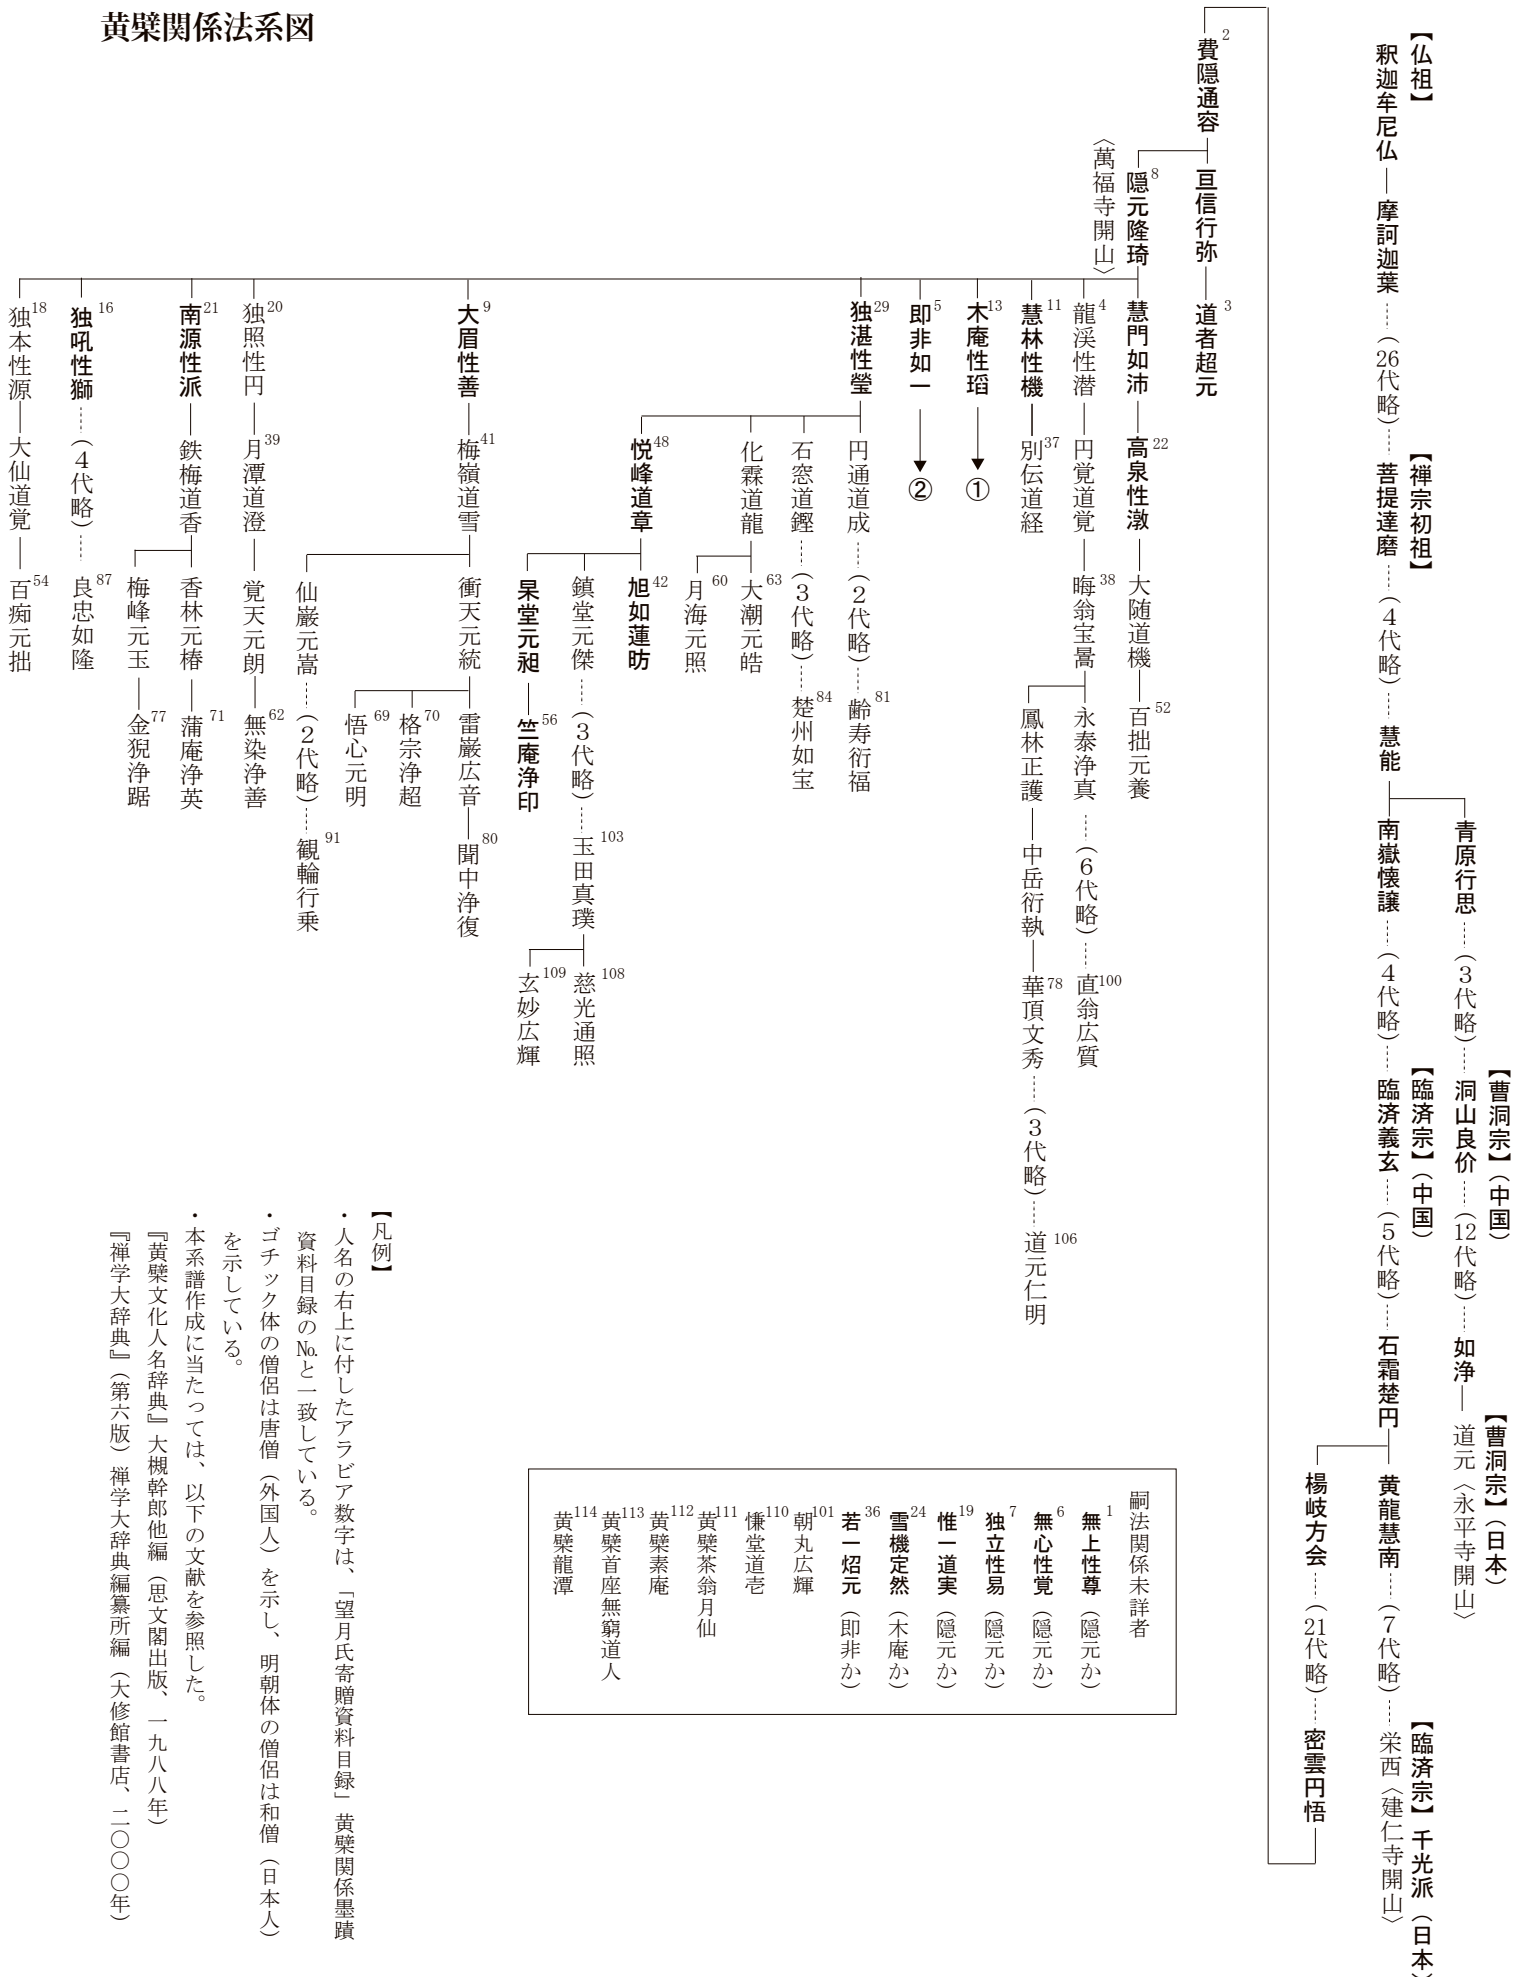 黄檗関係法系図
【仏祖】
釈迦牟尼仏
摩訶迦葉
(26代略)
【禅宗初祖】
菩提達磨
(4代略)
慧能
青原行思
(3代略)
【曹洞宗】(中国)
洞山良价
(12代略)
如浄
【曹洞宗】(日本)
道元〈永平寺開山〉
南嶽懐譲
(4代略)
【臨済宗】(中国)
臨済義玄
(5代略)
石霜楚円
黄龍慧南
(7代略)
【臨済宗】千光派(日本)
栄西〈建仁寺開山〉
楊岐方会
(21代略)
密雲円悟
費隠通容 2
亘信行弥
道者超元 3
隠元隆琦 8
〈萬福寺開山〉
慧門如沛
高泉性潡 22
大随道機
百拙元養 52
龍渓性潜 4
円覚道覚
晦翁宝暠 38
永泰浄真
(6代略)
直翁広質 100
鳳林正護
中岳衍執
華頂文秀 78
(3代略)
道元仁明 106
慧林性機 11
別伝道経 37
木庵性瑫 13
①
即非如一 5
②
独湛性瑩 29
円通道成
(2代略)
齢寿衍福 81
石窓道鏗
(3代略)
楚州如宝 84
化霖道龍
大潮元皓 63
月海元照 60
悦峰道章 48
旭如蓮昉 42
鎮堂元傑
(3代略)
玉田真璞 103
慈光通照 108
玄妙広輝 109
杲堂元昶
竺庵浄印 56
大眉性善 9
梅嶺道雪 41
衝天元統
雷巌広音
聞中浄復 80
格宗浄超 70
悟心元明 69
仙巌元嵩
(2代略)
観輪行乗 91
独照性円 20
月潭道澄 39
覚天元朗
無染浄善 62
南源性派 21
鉄梅道香
香林元椿
蒲庵浄英 71
梅峰元玉
金猊浄踞 77
独吼性獅 16
(4代略)
良忠如隆 87
独本性源 18
大仙道覚
百痴元拙 54
嗣法関係未詳者
無上性尊 1(隠元か)
無心性覚 6(隠元か)
独立性易 7(隠元か)
惟一道実 19(隠元か)
雪機定然 24(木庵か)
若一炤元 36(即非か)
朝丸広輝 101
慊堂道壱 110
黄檗茶翁月仙 111
黄檗素庵 112
黄檗首座無窮道人 113
黄檗龍潭 114
【凡例】
・人名の右上に付したアラビア数字は、「望月氏寄贈資料目録」黄檗関係墨蹟
資料目録の№と一致している。
・ゴチック体の僧侶は唐僧(外国人)を示し、明朝体の僧侶は和僧(日本人)
を示している。
・本系譜作成に当たっては、以下の文献を参照した。
『黄檗文化人名辞典』大槻幹郎他編(思文閣出版、一九八八年)
『禅学大辞典』(第六版)禅学大辞典編纂所編(大修館書店、二〇〇〇年)